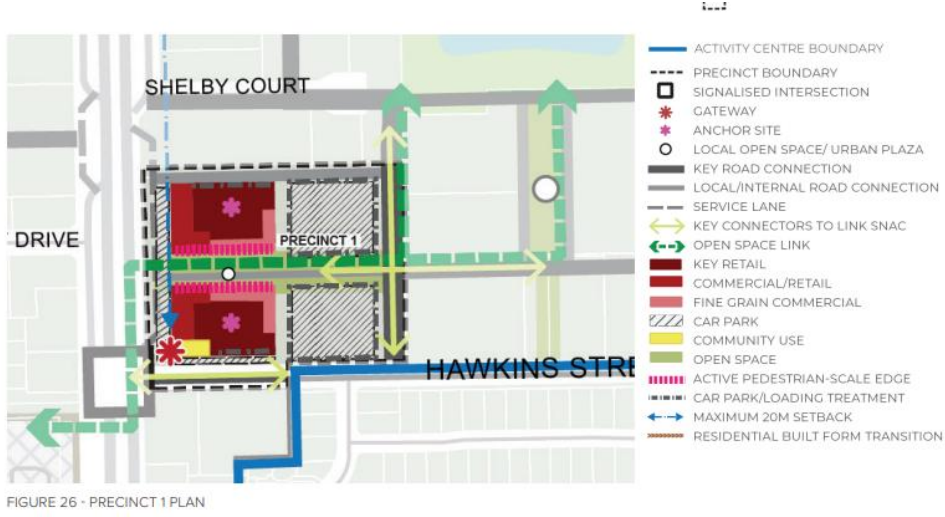 SHELBY COURT
DRIVE
PRECINCT 1
HAWKINS STRE
ACTIVITY CENTRE BOUNDARY
PRECINCT BOUNDARY
SIGNALISED INTERSECTION
GATEWAY
ANCHOR SITE
LOCAL OPEN SPACE/ URBAN PLAZA
KEY ROAD CONNECTION
LOCAL/INTERNAL ROAD CONNECTION
SERVICE LANE
KEY CONNECTORS TO LINK SNAC
OPEN SPACE LINK
KEY RETAIL
COMMERCIAL/RETAIL
FINE GRAIN COMMERCIAL
CAR PARK
COMMUNITY USE
OPEN SPACE
ACTIVE PEDESTRIAN-SCALE EDGE
CAR PARK/LOADING TREATMENT
MAXIMUM 20M SETBACK
RESIDENTIAL BUILT FORM TRANSITION
FIGURE 26 - PRECINCT 1 PLAN